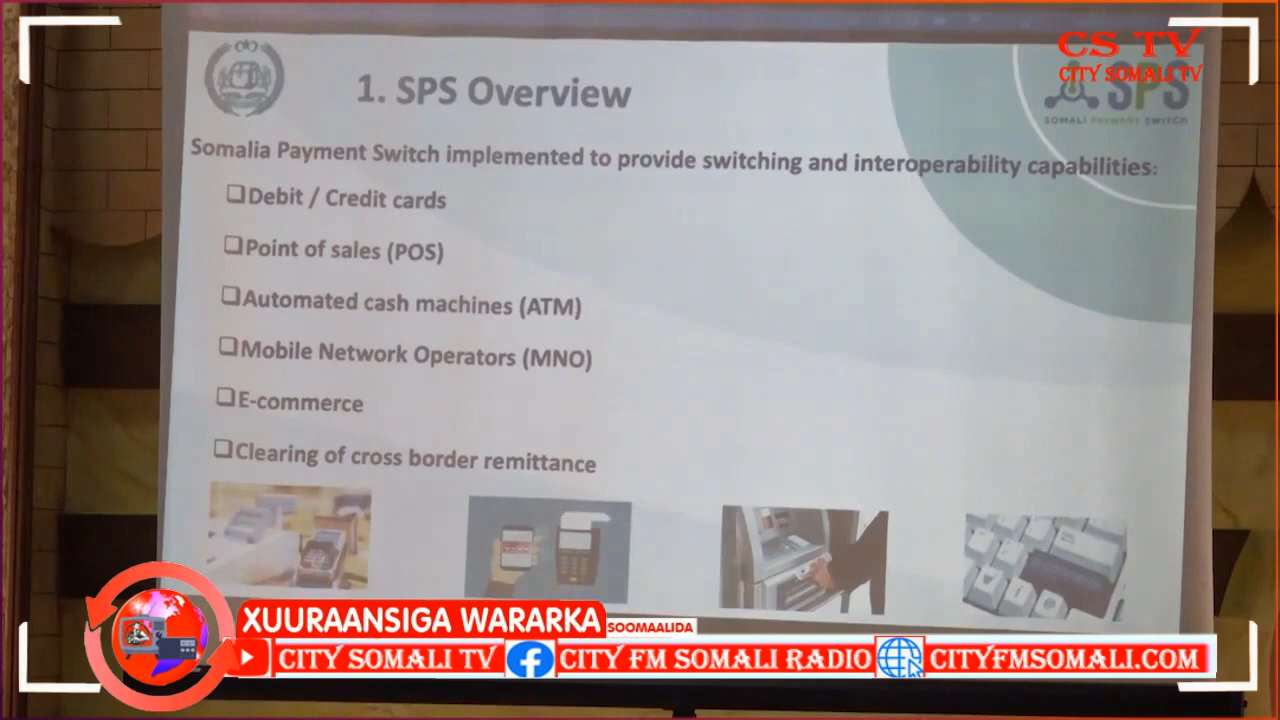 CS TV
CITY SOMALI TV
SPS
SOMALI PAYMENT SWITCH
1. SPS Overview
Somalia Payment Switch implemented to provide switching and interoperability capabilities:
Debit / Credit cards
Point of sales (POS)
Automated cash machines (ATM)
Mobile Network Operators (MNO)
E-commerce
Clearing of cross border remittance
XUURAANSIGA WARARKA
SOOMAALIDA
CITY SOMALI TV CITY FM SOMALI RADIO CITYFMSOMALI.COM